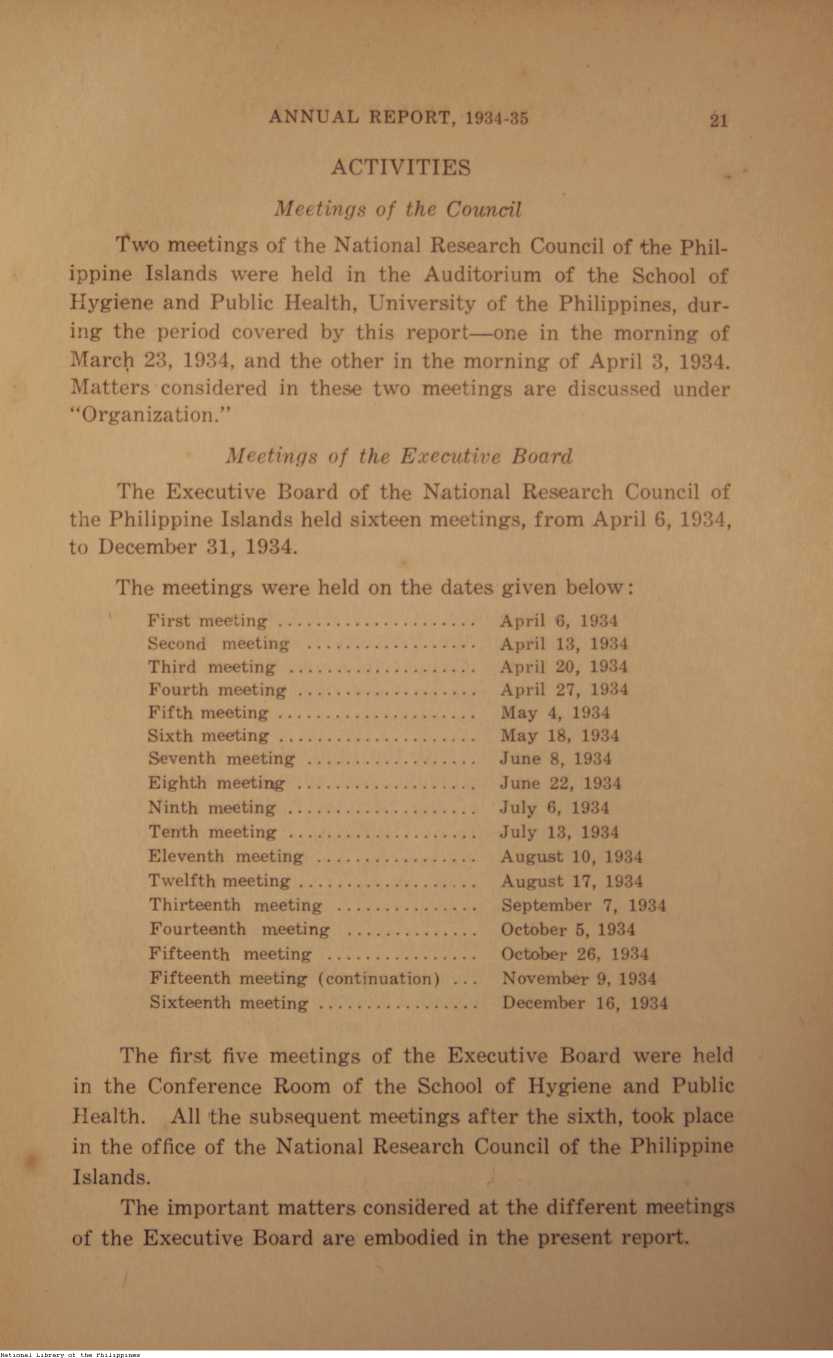 ANNUAL REPORT, 1934-35 21
ACTIVITIES
Meetings of the Council
Two meetings of the National Research Council of the Phil-
ippine Islands were held in the Auditorium of the School of
Hygiene and Public Health, University of the Philippines, dur-
ing the period covered by this report—one in the morning of
March 23, 1934, and the other in the morning of April 3, 1934.
Matters considered in these two meetings are discussed under
"Organization."
Meetings of the Executive Board
The Executive Board of the National Research Council of
the Philippine Islands held sixteen meetings, from April 6, 1934,
to December 31, 1934.
The meetings were held on the dates given below:
First meeting ..................... April 6, 1934
Second meeting .................. April 13, 1934
Third meeting .................... April 20, 1934
Fourth meeting ................... April 27, 1934
Fifth meeting ..................... May 4, 1934
Sixth meeting ..................... May 18, 1934
Seventh meeting .................. June 8, 1934
Eighth meeting ................... June 22, 1934
Ninth meeting .................... July 6, 1934
Tenth meeting .................... July 13, 1934
Eleventh meeting ................. August 10, 1934
Twelfth meeting ................... August 17, 1934
Thirteenth meeting ............... September 7, 1934
Fourteenth meeting .............. October 5, 1934
Fifteenth meeting ................ October 26, 1934
Fifteenth meeting (continuation) ... November 9, 1934
Sixteenth meeting ................. December 16, 1934
The first five meetings of the Executive Board were held
in the Conference Room of the School of Hygiene and Public
Health. All the subsequent meetings after the sixth, took place
in the office of the National Research Council of the Philippine
Islands.
The important matters considered at the different meetings
of the Executive Board are embodied in the present report.
National Library of the Philippines